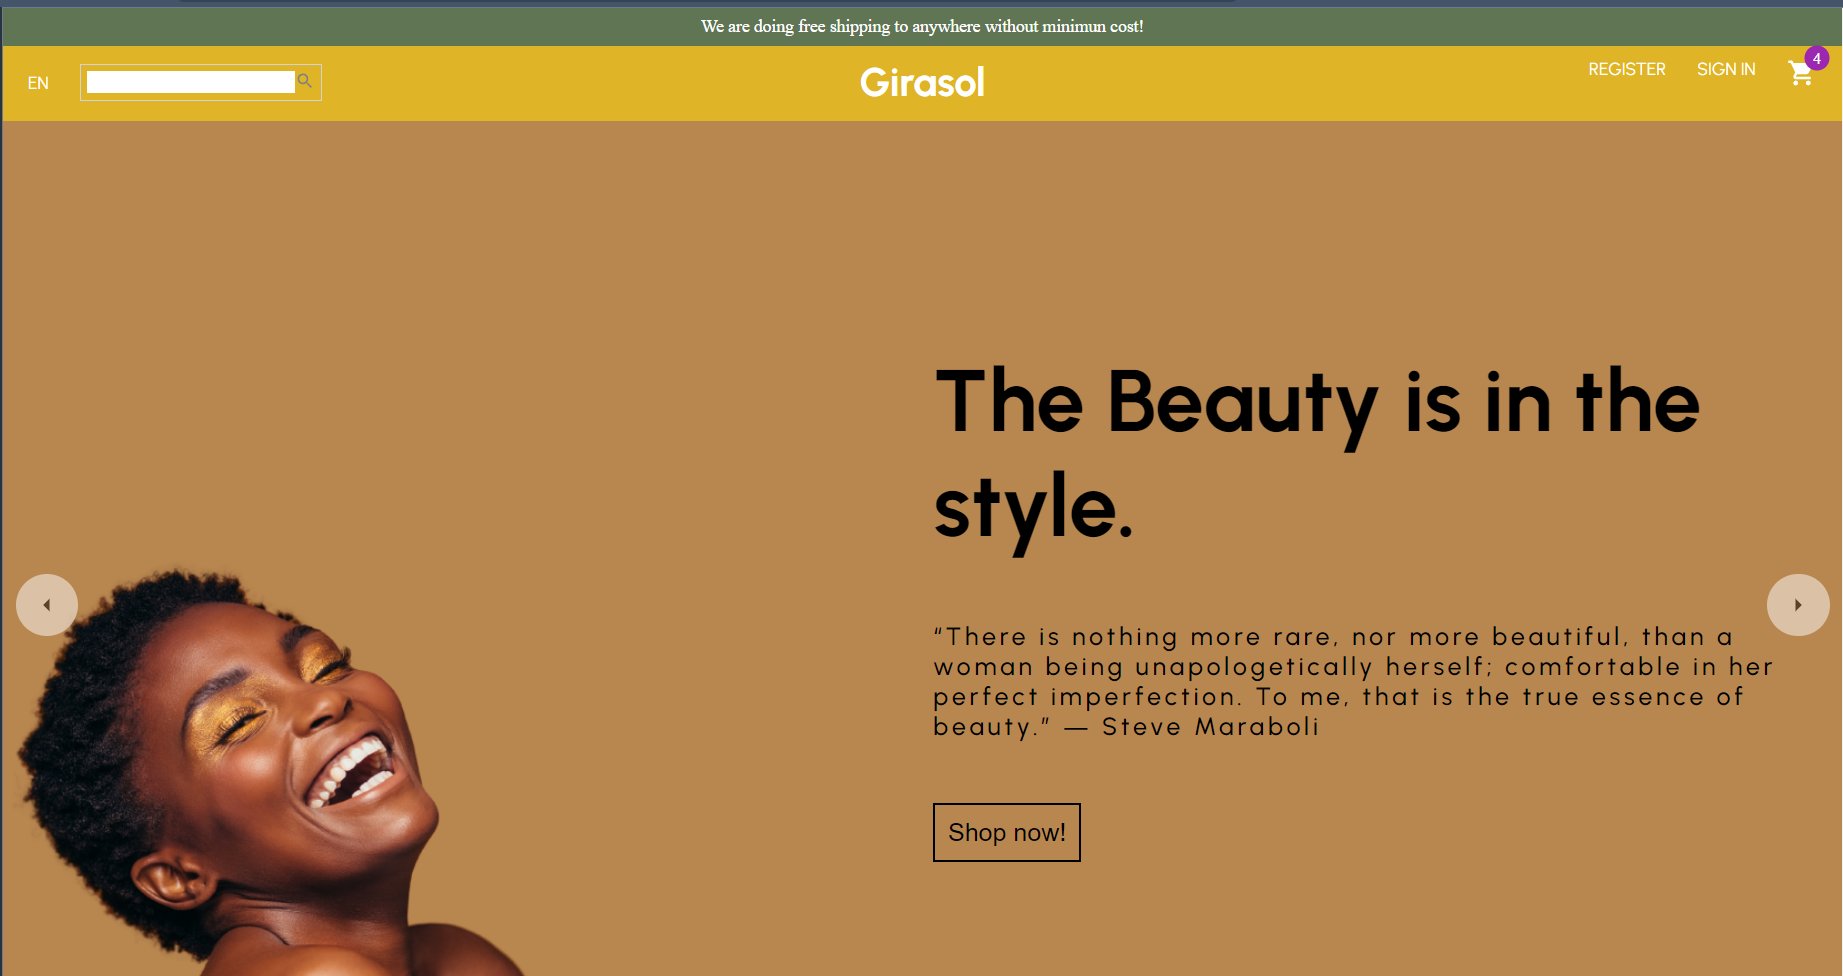 We are doing free shipping to anywhere without minimun cost!
EN
Girasol
REGISTER SIGN IN 4
The Beauty is in the
style.
“There is nothing more rare, nor more beautiful, than a
woman being unapologetically herself; comfortable in her
perfect imperfection. To me, that is the true essence of
beauty.” — Steve Maraboli
Shop now!